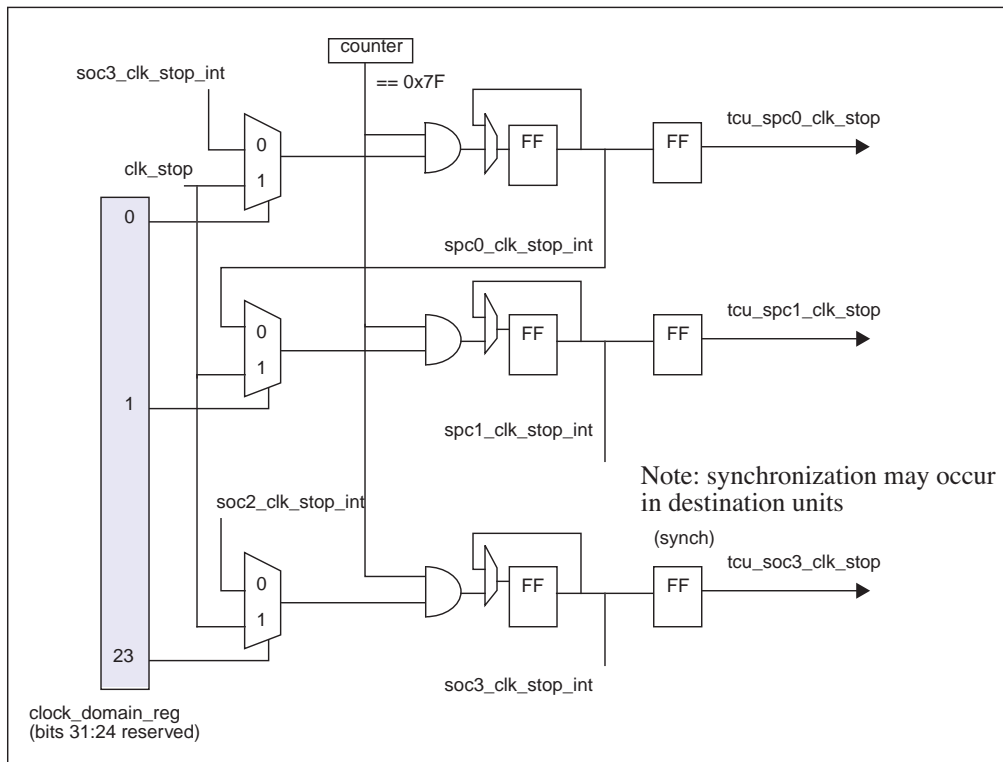 counter
soc3_clk_stop_int
== 0x7F
0
FF
FF
tcu_spc0_clk_stop
clk_stop
1
0
spc0_clk_stop_int
0
FF
FF
tcu_spc1_clk_stop
1
1
spc1_clk_stop_int
Note: synchronization may occur
in destination units
soc2_clk_stop_int
(synch)
0
FF
FF
tcu_soc3_clk_stop
1
23
soc3_clk_stop_int
clock_domain_reg
(bits 31:24 reserved)